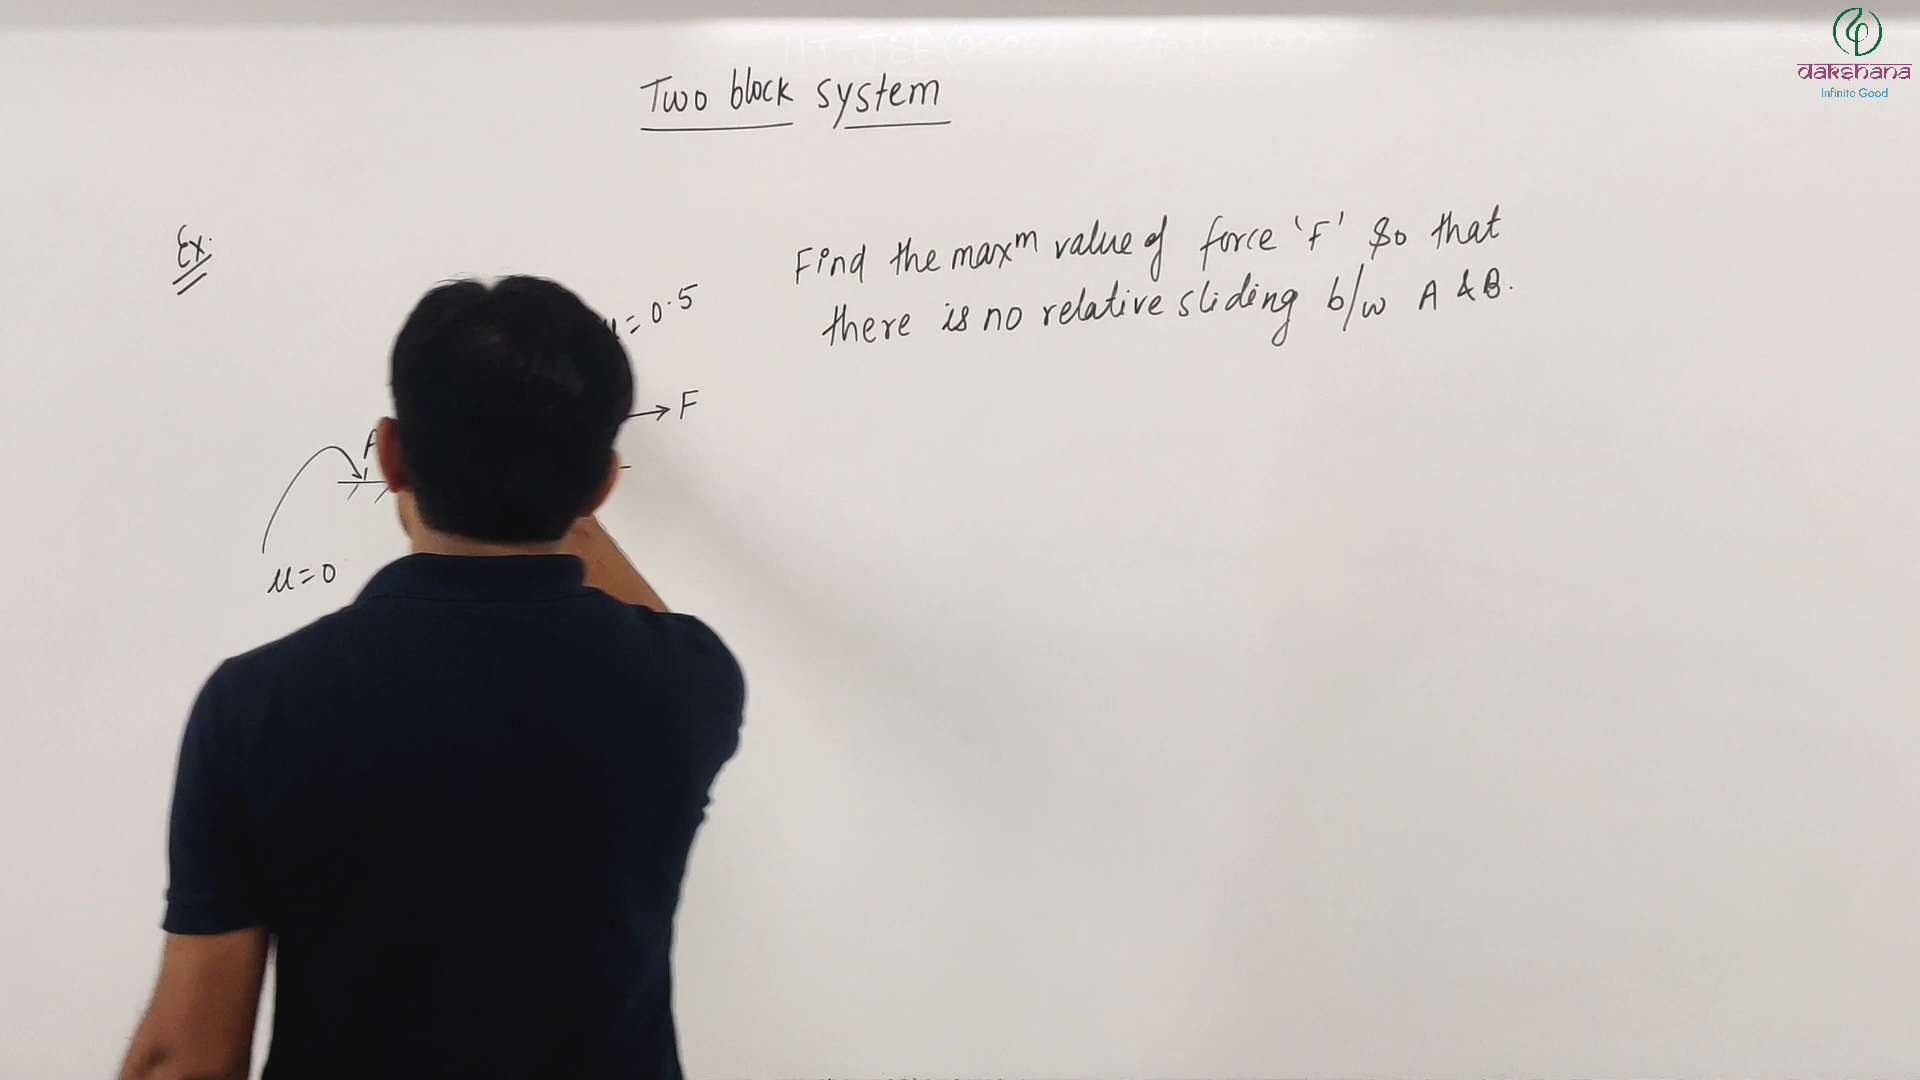 dakshana
Infinite Good
Two block system
Ex.
Find the maxᵐ value of force 'F' so that
there is no relative sliding b/w A & B.
μ = 0.5
F
A
μ = 0